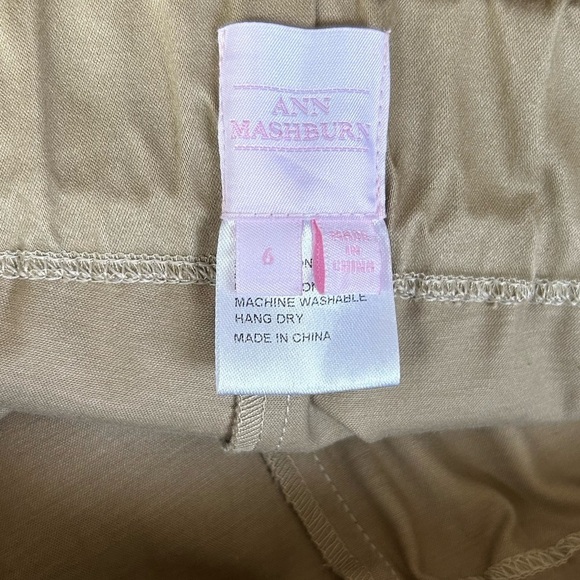 ANN
MASHBURN
6
MACHINE WASHABLE
HANG DRY
MADE IN CHINA